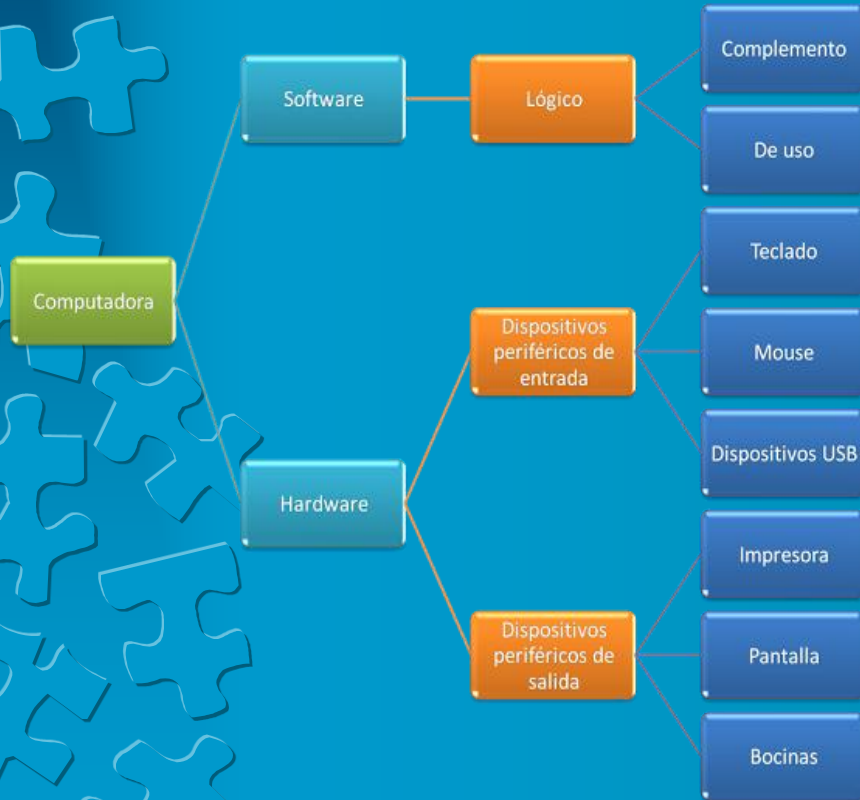 Computadora
Software
Lógico
Complemento
De uso
Hardware
Dispositivos
periféricos de
entrada
Teclado
Mouse
Dispositivos USB
Dispositivos
periféricos de
salida
Impresora
Pantalla
Bocinas